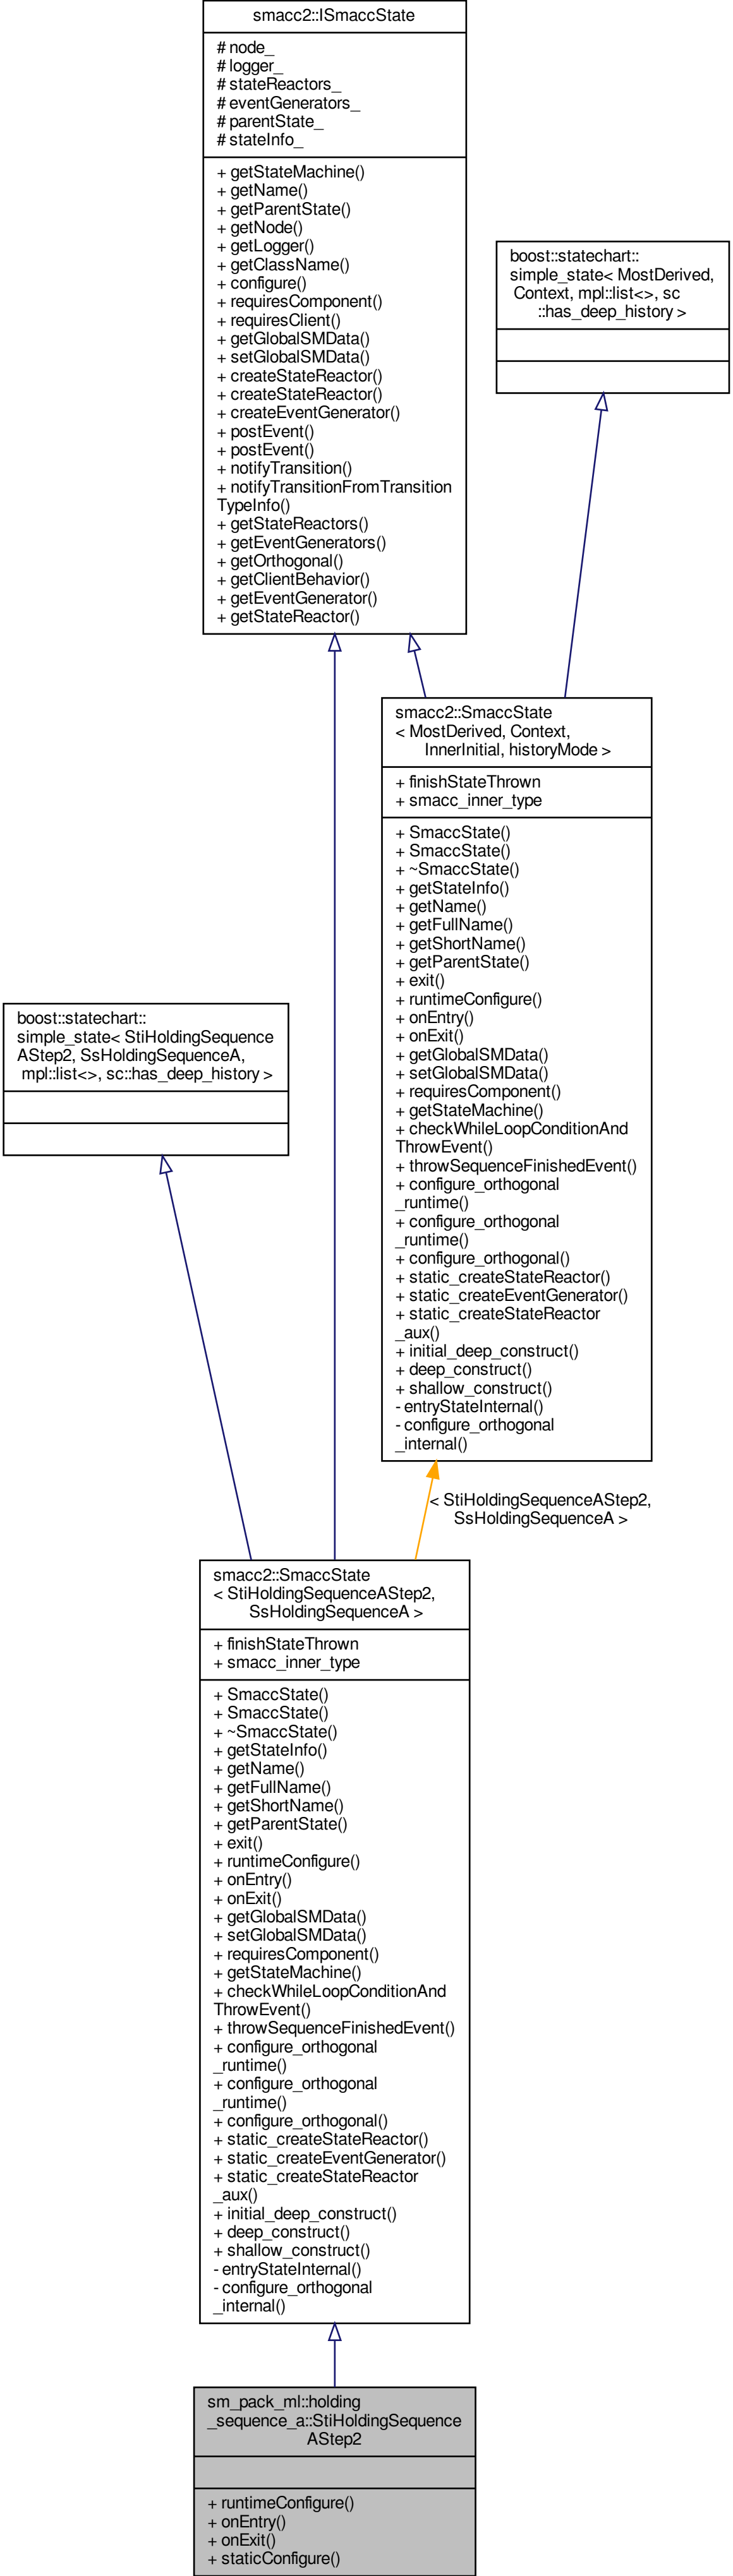 smacc2::ISmaccState
# node_
# logger_
# stateReactors_
# eventGenerators_
# parentState_
# stateInfo_
+ getStateMachine()
+ getName()
+ getParentState()
+ getNode()
+ getLogger()
+ getClassName()
+ configure()
+ requiresComponent()
+ requiresClient()
+ getGlobalSMData()
+ setGlobalSMData()
+ createStateReactor()
+ createStateReactor()
+ createEventGenerator()
+ postEvent()
+ postEvent()
+ notifyTransition()
+ notifyTransitionFromTransition
TypeInfo()
+ getStateReactors()
+ getEventGenerators()
+ getOrthogonal()
+ getClientBehavior()
+ getEventGenerator()
+ getStateReactor()
boost::statechart::
simple_state< MostDerived,
Context, mpl::list<>, sc
::has_deep_history >
smacc2::SmaccState
< MostDerived, Context,
InnerInitial, historyMode >
+ finishStateThrown
+ smacc_inner_type
+ SmaccState()
+ SmaccState()
+ ~SmaccState()
+ getStateInfo()
+ getName()
+ getFullName()
+ getShortName()
+ getParentState()
+ exit()
+ runtimeConfigure()
+ onEntry()
+ onExit()
+ getGlobalSMData()
+ setGlobalSMData()
+ requiresComponent()
+ getStateMachine()
+ checkWhileLoopConditionAnd
ThrowEvent()
+ throwSequenceFinishedEvent()
+ configure_orthogonal
_runtime()
+ configure_orthogonal
_runtime()
+ configure_orthogonal()
+ static_createStateReactor()
+ static_createEventGenerator()
+ static_createStateReactor
_aux()
+ initial_deep_construct()
+ deep_construct()
+ shallow_construct()
- entryStateInternal()
- configure_orthogonal
_internal()
boost::statechart::
simple_state< StiHoldingSequence
AStep2, SsHoldingSequenceA,
mpl::list<>, sc::has_deep_history >
< StiHoldingSequenceAStep2,
SsHoldingSequenceA >
smacc2::SmaccState
< StiHoldingSequenceAStep2,
SsHoldingSequenceA >
+ finishStateThrown
+ smacc_inner_type
+ SmaccState()
+ SmaccState()
+ ~SmaccState()
+ getStateInfo()
+ getName()
+ getFullName()
+ getShortName()
+ getParentState()
+ exit()
+ runtimeConfigure()
+ onEntry()
+ onExit()
+ getGlobalSMData()
+ setGlobalSMData()
+ requiresComponent()
+ getStateMachine()
+ checkWhileLoopConditionAnd
ThrowEvent()
+ throwSequenceFinishedEvent()
+ configure_orthogonal
_runtime()
+ configure_orthogonal
_runtime()
+ configure_orthogonal()
+ static_createStateReactor()
+ static_createEventGenerator()
+ static_createStateReactor
_aux()
+ initial_deep_construct()
+ deep_construct()
+ shallow_construct()
- entryStateInternal()
- configure_orthogonal
_internal()
sm_pack_ml::holding
_sequence_a::StiHoldingSequence
AStep2
+ runtimeConfigure()
+ onEntry()
+ onExit()
+ staticConfigure()